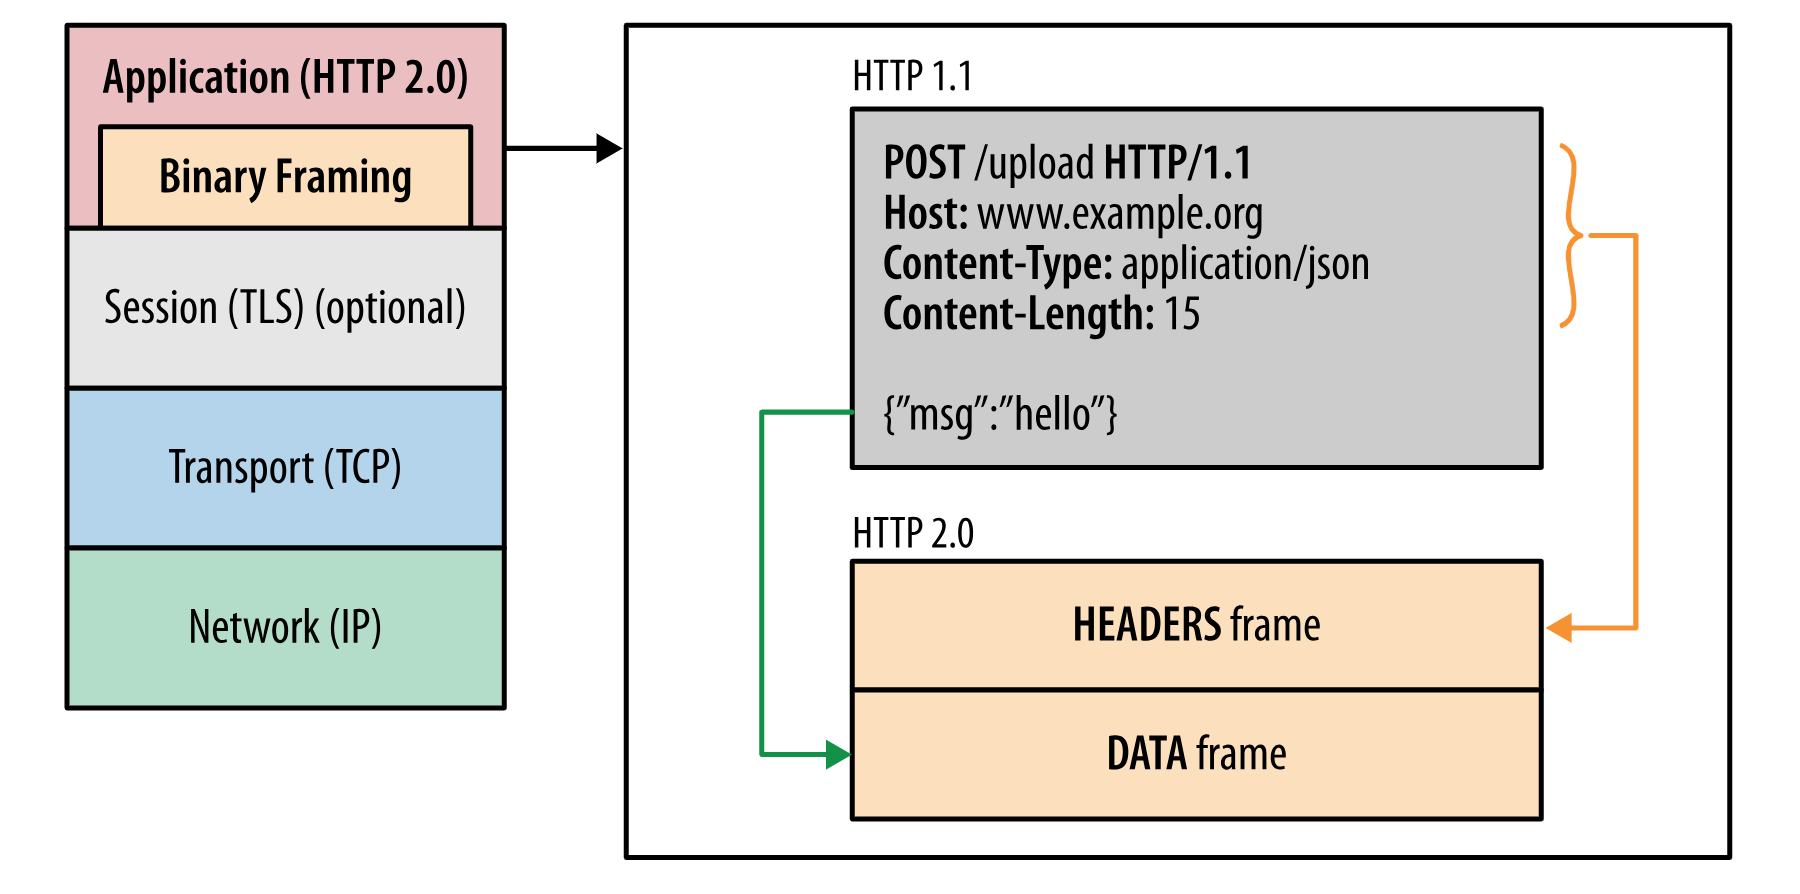 Application (HTTP 2.0)
Binary Framing
Session (TLS) (optional)
Transport (TCP)
Network (IP)
HTTP 1.1
POST /upload HTTP/1.1
Host: www.example.org
Content-Type: application/json
Content-Length: 15
{”msg”:”hello”}
HTTP 2.0
HEADERS frame
DATA frame